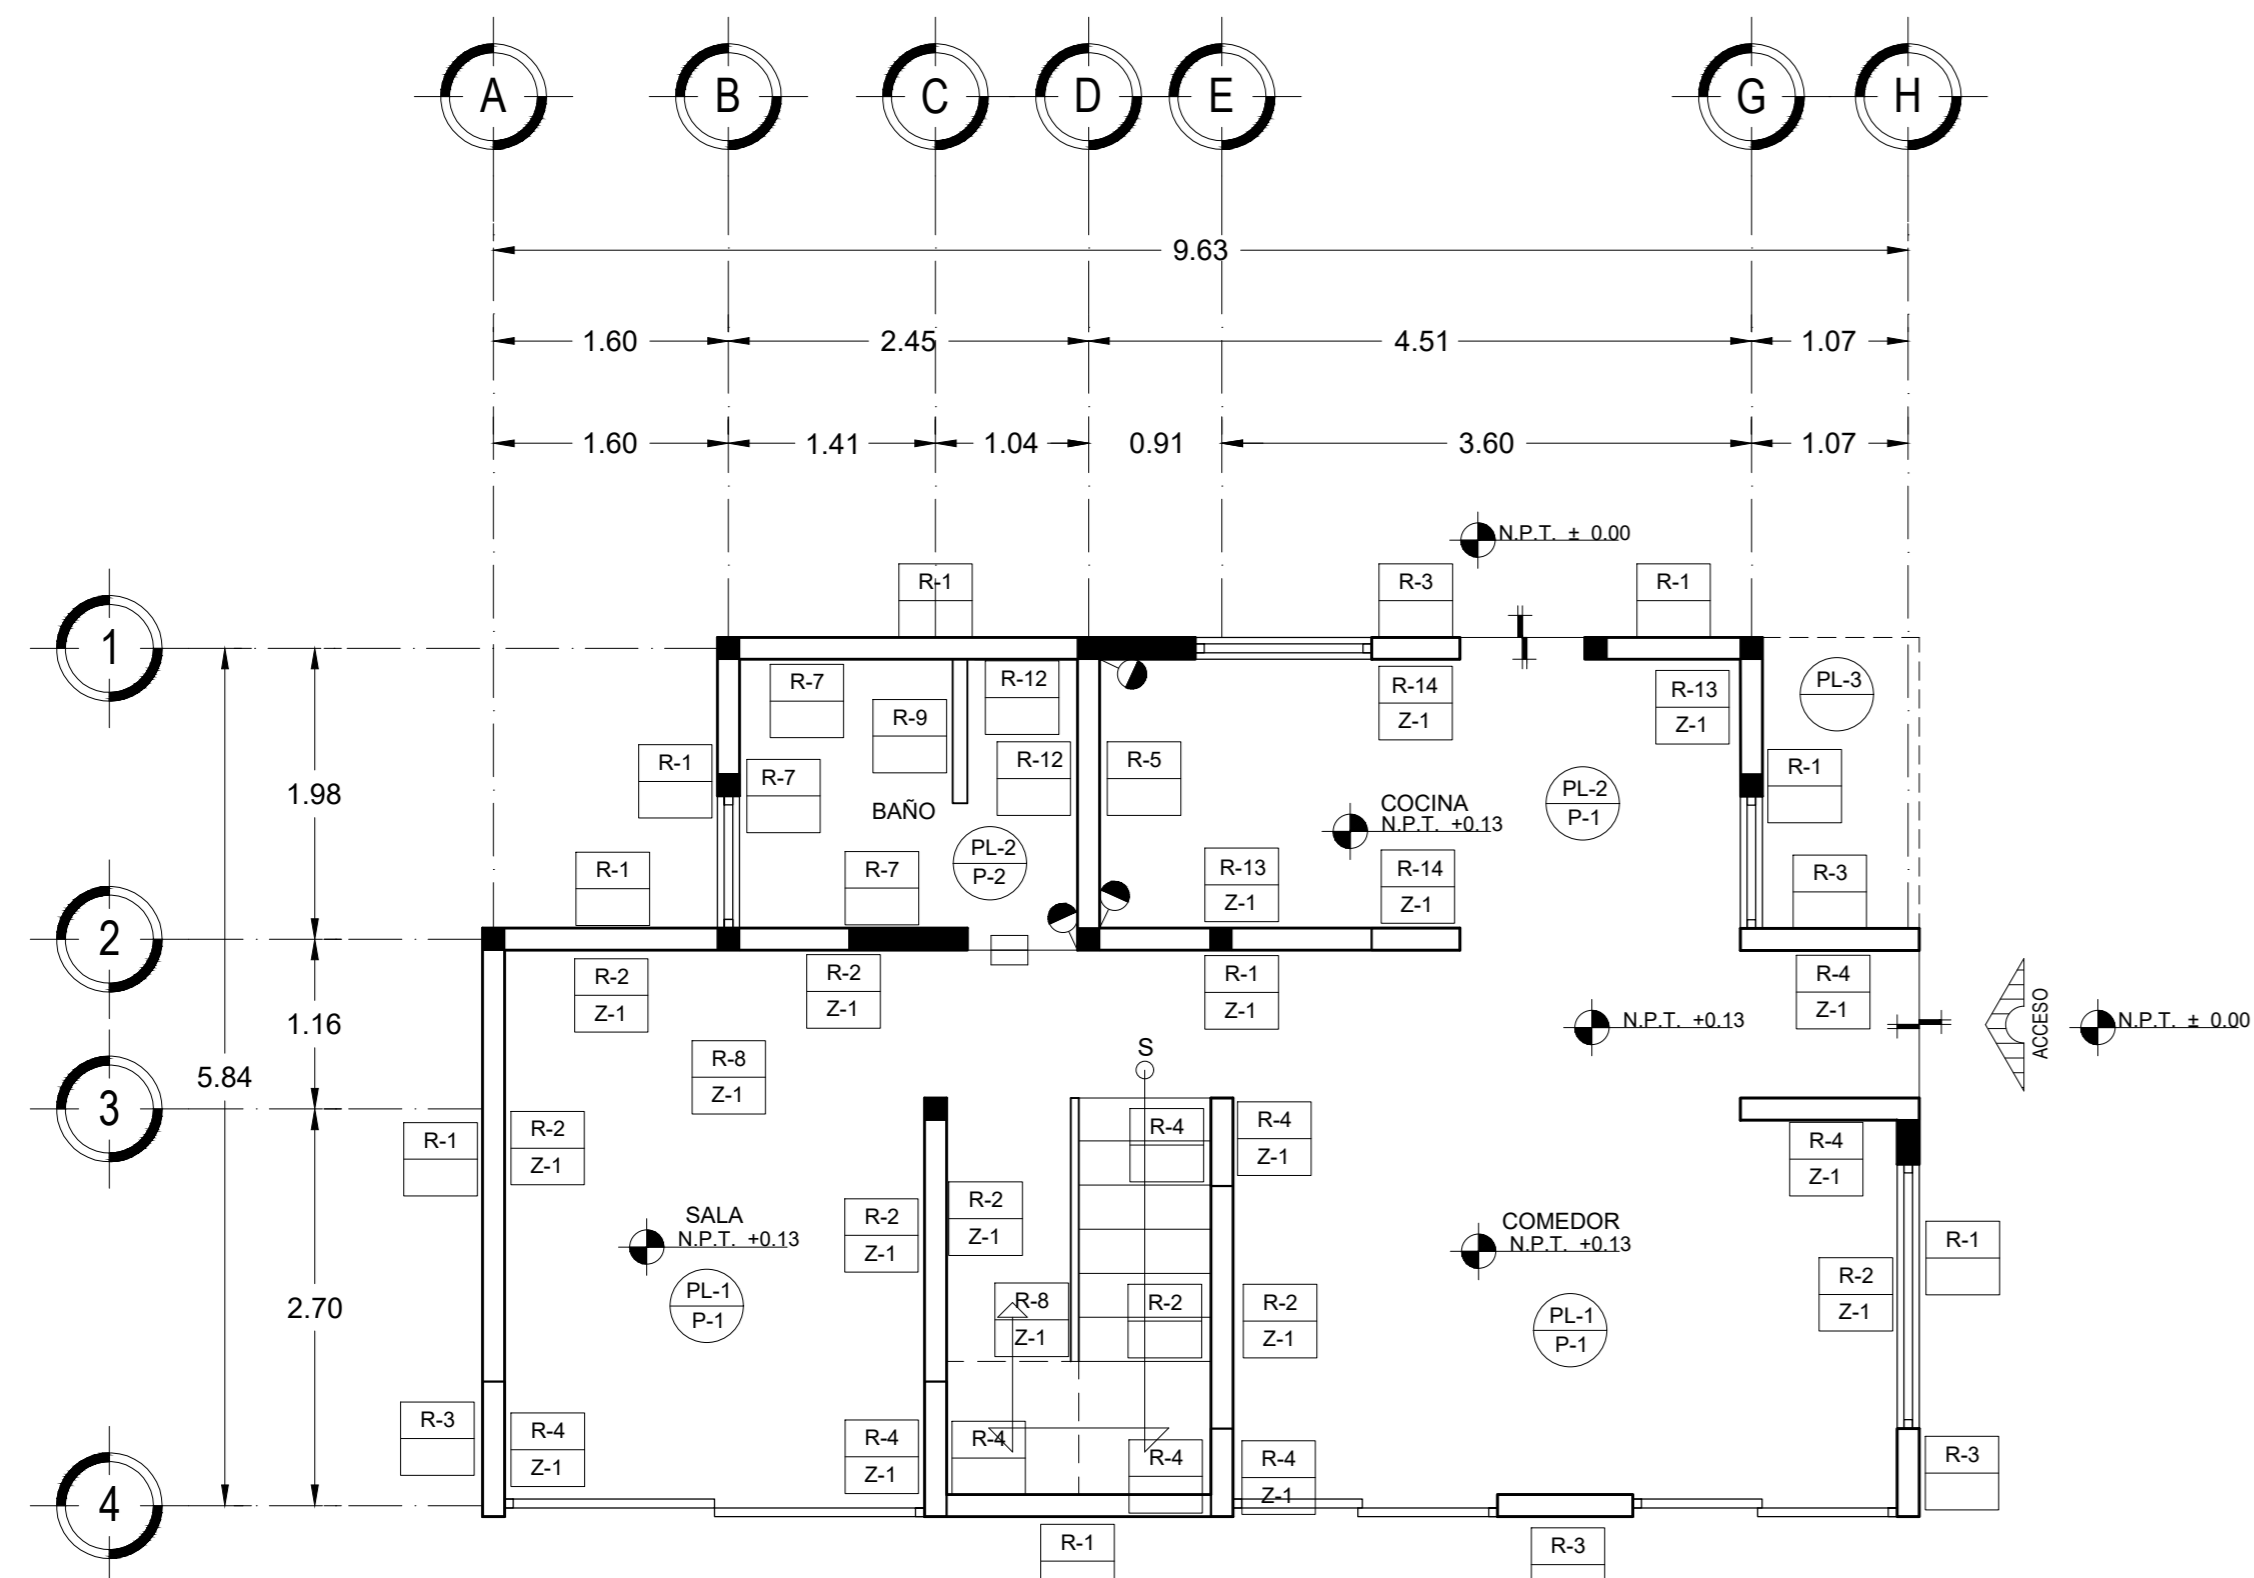 A B C D E G H
9.63
1.60 2.45 4.51 1.07
1.60 1.41 1.04 0.91 3.60 1.07
N.P.T. ± 0.00
R-1 R-3 R-1
1
R-7 R-12 R-14 R-13 PL-3
R-9 Z-1 Z-1
R-1 R-7 R-12 R-5 R-1
1.98
BAÑO COCINA PL-2
N.P.T. +0.13 P-1
PL-2
P-2
R-1 R-7 R-13 R-14 R-3
Z-1 Z-1
2
R-2 R-2 R-1 R-4
Z-1 Z-1 Z-1 Z-1
1.16 N.P.T. +0.13 ACCESO N.P.T. ± 0.00
R-8 S
Z-1
5.84
3
R-1 R-2 R-4 R-4 R-4
Z-1 Z-1 Z-1
R-2 R-2
Z-1 Z-1
SALA COMEDOR R-1
N.P.T. +0.13 N.P.T. +0.13
R-2
Z-1
PL-1 R-8 R-2 R-2 PL-1
P-1 Z-1 Z-1 P-1
2.70
R-3 R-4 R-4 R-4 R-4 R-4 R-3
Z-1 Z-1 Z-1
4
R-1 R-3